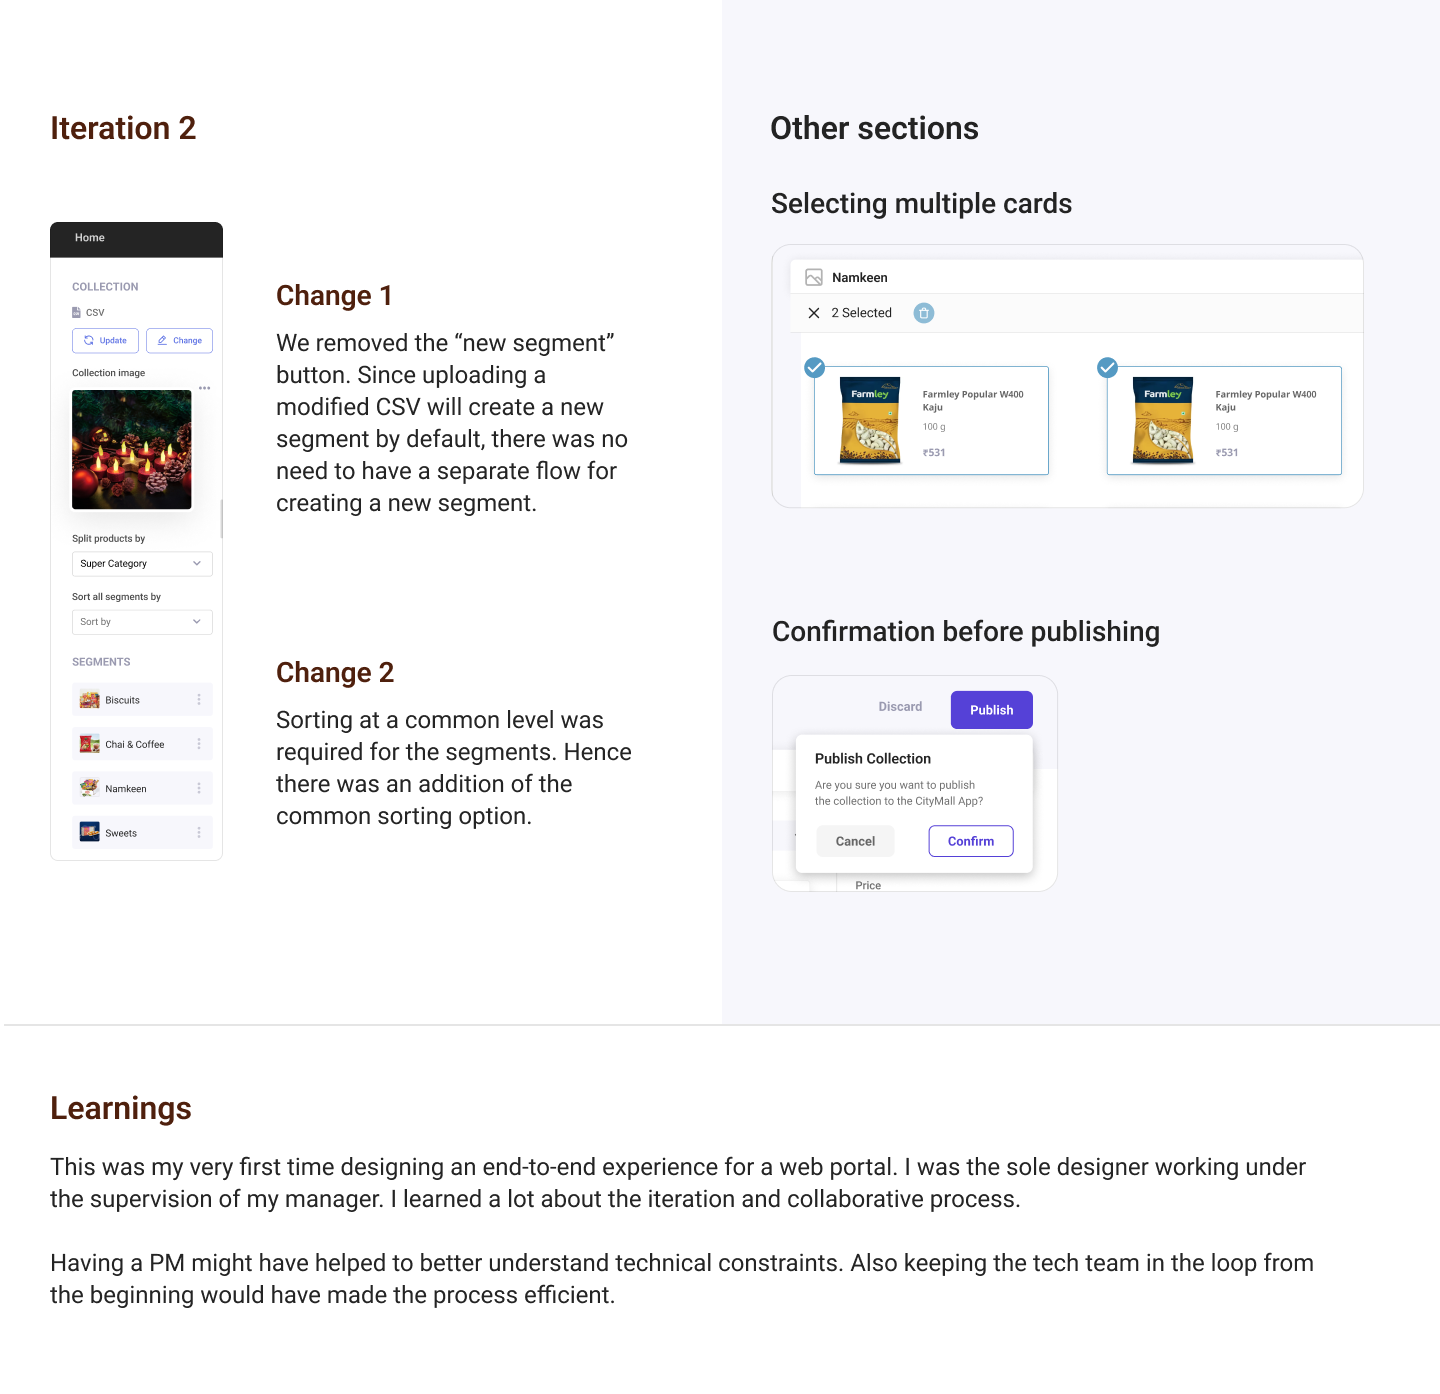 Iteration 2
Home
COLLECTION
CSV
Update
Change
Collection image
Split products by
Super Category
Sort all segments by
Sort by
SEGMENTS
Biscuits
Chai & Coffee
Namkeen
Sweets
Change 1
We removed the “new segment”
button. Since uploading a
modified CSV will create a new
segment by default, there was no
need to have a separate flow for
creating a new segment.
Change 2
Sorting at a common level was
required for the segments. Hence
there was an addition of the
common sorting option.
Other sections
Selecting multiple cards
Namkeen
2 Selected
Farmley
Farmley Popular W400
Kaju
100 g
₹531
Farmley
Farmley Popular W400
Kaju
100 g
₹531
Confirmation before publishing
Discard
Publish
Publish Collection
Are you sure you want to publish
the collection to the CityMall App?
Cancel
Confirm
Price
Learnings
This was my very first time designing an end-to-end experience for a web portal. I was the sole designer working under
the supervision of my manager. I learned a lot about the iteration and collaborative process.
Having a PM might have helped to better understand technical constraints. Also keeping the tech team in the loop from
the beginning would have made the process efficient.